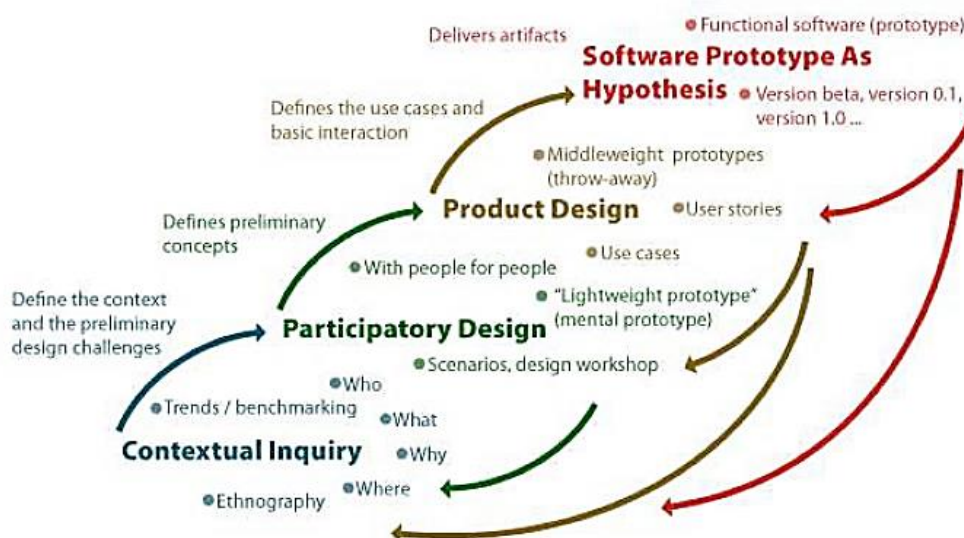 Functional software (prototype)
Delivers artifacts
Software Prototype As
Hypothesis
Version beta, version 0.1,
version 1.0 ...
Defines the use cases and
basic interaction
Middleweight prototypes
(throw-away)
Product Design
User stories
Defines preliminary
concepts
Use cases
With people for people
"Lightweight prototype"
(mental prototype)
Define the context
and the preliminary
design challenges
Participatory Design
Scenarios, design workshop
Who
Trends / benchmarking
What
Contextual Inquiry
Why
Where
Ethnography